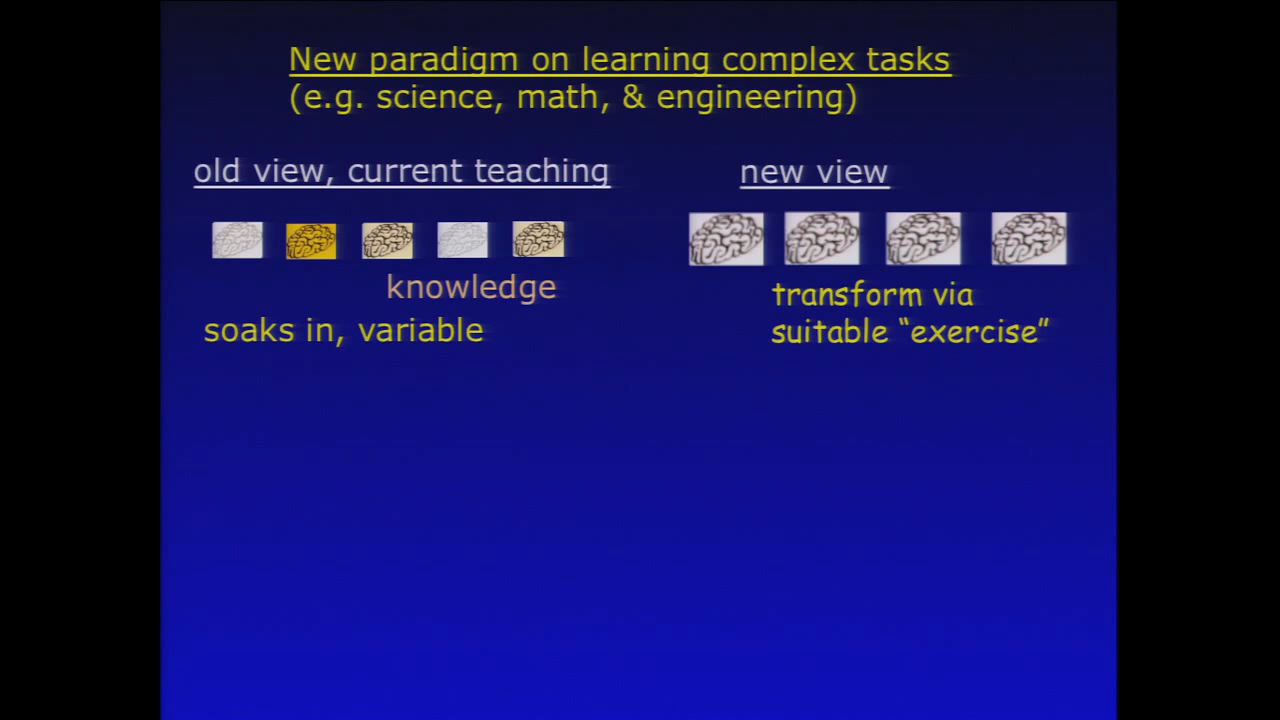 New paradigm on learning complex tasks
(e.g. science, math, & engineering)
old view, current teaching
knowledge
soaks in, variable
new view
transform via
suitable “exercise”